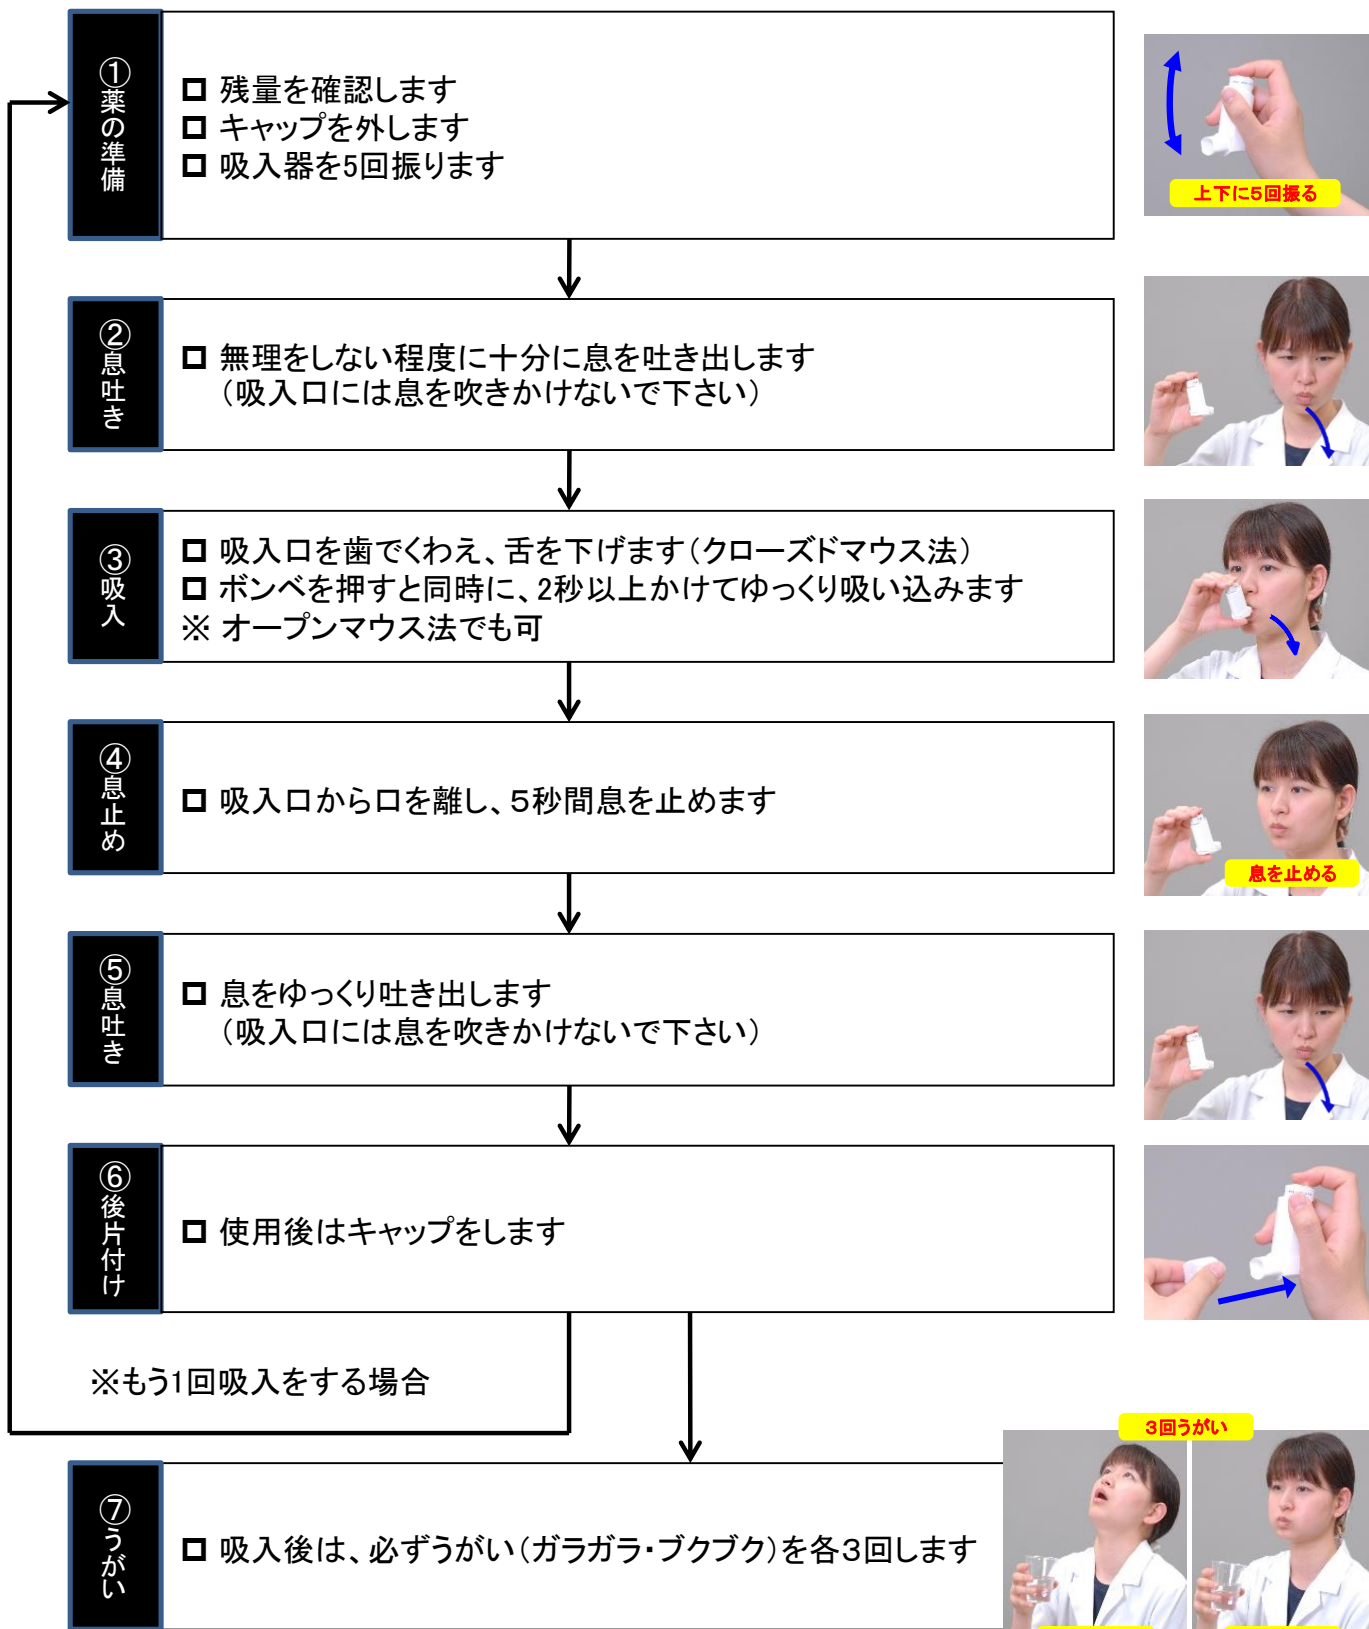 ①薬の準備
□ 残量を確認します
□ キャップを外します
□ 吸入器を5回振ります
上下に5回振る
②息吐き
□ 無理をしない程度に十分に息を吐き出します
（吸入口には息を吹きかけないで下さい）
③吸入
□ 吸入口を歯でくわえ、舌を下げます（クローズドマウス法）
□ ボンベを押すと同時に、2秒以上かけてゆっくり吸い込みます
※ オープンマウス法でも可
④息止め
□ 吸入口から口を離し、５秒間息を止めます
息を止める
⑤息吐き
□ 息をゆっくり吐き出します
（吸入口には息を吹きかけないで下さい）
⑥後片付け
□ 使用後はキャップをします
※もう1回吸入をする場合
3回うがい
⑦うがい
□ 吸入後は、必ずうがい（ガラガラ・ブクブク）を各３回します